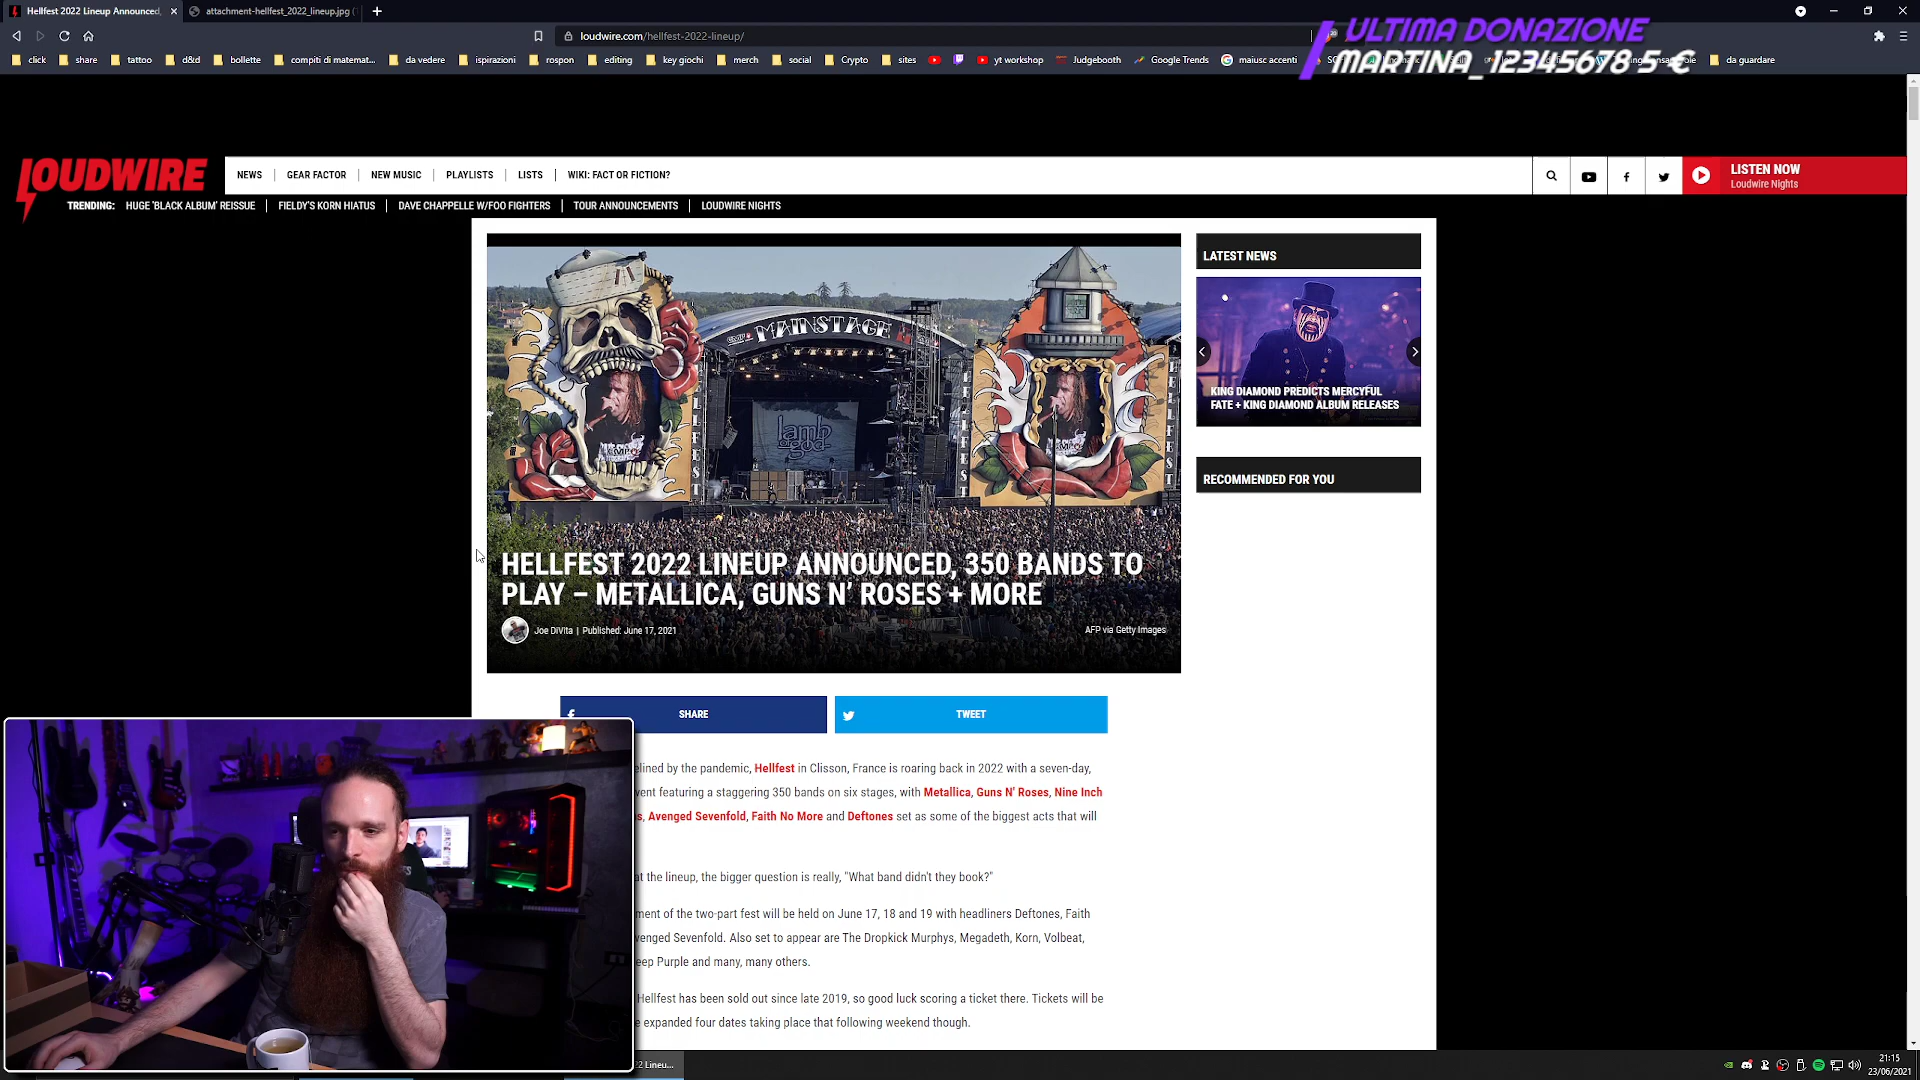 Hellfest 2022 Lineup Announced,
attachment-hellfest_2022_lineup.jpg (
loudwire.com/hellfest-2022-lineup/
ULTIMA DONAZIONE
MARTINA_12345678 5 €
click
share
tattoo
d&d
bollette
compiti di matemat...
da vedere
ispirazioni
rospon
editing
key giochi
merch
social
Crypto
sites
yt workshop
Judgebooth
Google Trends
maiusc accenti
da guardare
LOUDWIRE
NEWS
GEAR FACTOR
NEW MUSIC
PLAYLISTS
LISTS
WIKI: FACT OR FICTION?
LISTEN NOW
Loudwire Nights
TRENDING:
HUGE 'BLACK ALBUM' REISSUE
FIELDY'S KORN HIATUS
DAVE CHAPPELLE W/FOO FIGHTERS
TOUR ANNOUNCEMENTS
LOUDWIRE NIGHTS
MAINSTAGE
lamb of god
HELLFEST
HELLFEST 2022 LINEUP ANNOUNCED, 350 BANDS TO
PLAY – METALLICA, GUNS N' ROSES + MORE
Joe DiVita | Published: June 17, 2021
AFP via Getty Images
LATEST NEWS
KING DIAMOND PREDICTS MERCYFUL
FATE + KING DIAMOND ALBUM RELEASES
RECOMMENDED FOR YOU
SHARE
TWEET
elined by the pandemic, Hellfest in Clisson, France is roaring back in 2022 with a seven-day,
vent featuring a staggering 350 bands on six stages, with Metallica, Guns N' Roses, Nine Inch
s, Avenged Sevenfold, Faith No More and Deftones set as some of the biggest acts that will
at the lineup, the bigger question is really, "What band didn't they book?"
ment of the two-part fest will be held on June 17, 18 and 19 with headliners Deftones, Faith
venged Sevenfold. Also set to appear are The Dropkick Murphys, Megadeth, Korn, Volbeat,
eep Purple and many, many others.
Hellfest has been sold out since late 2019, so good luck scoring a ticket there. Tickets will be
e expanded four dates taking place that following weekend though.
22 Lineu...
21:15
23/06/2021